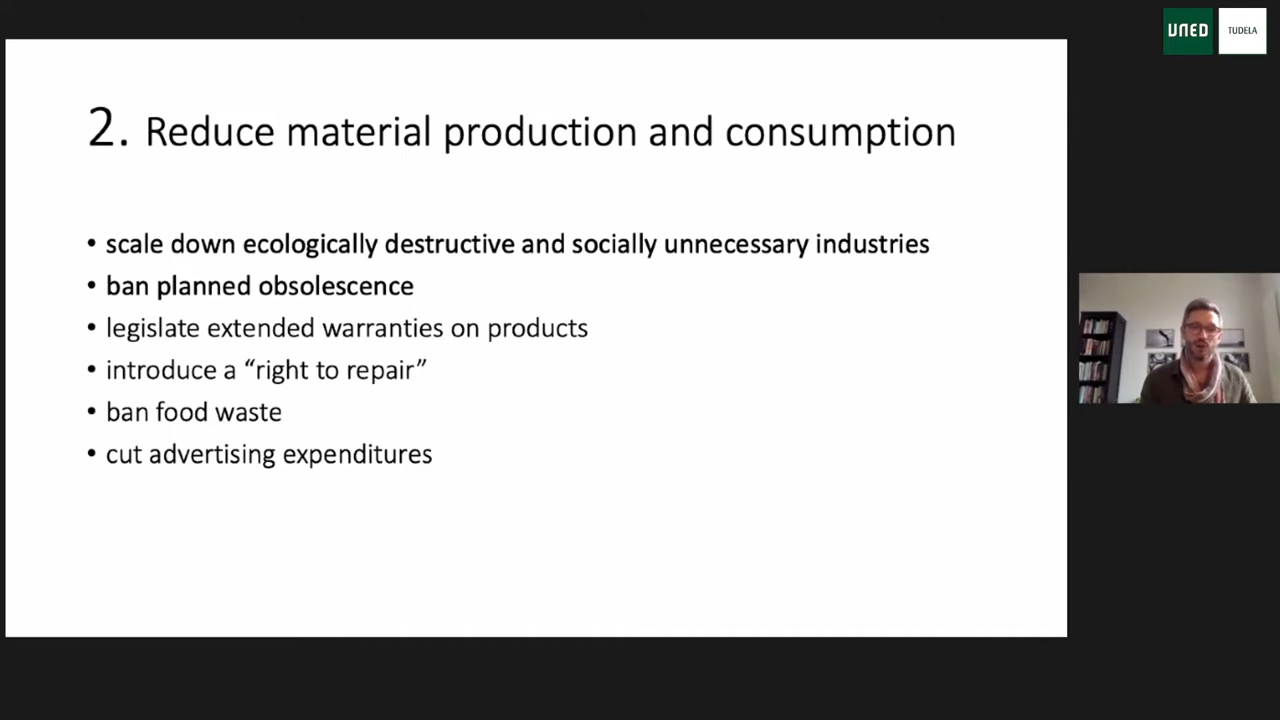 UNED
TUDELA
2. Reduce material production and consumption
• scale down ecologically destructive and socially unnecessary industries
• ban planned obsolescence
• legislate extended warranties on products
• introduce a “right to repair”
• ban food waste
• cut advertising expenditures